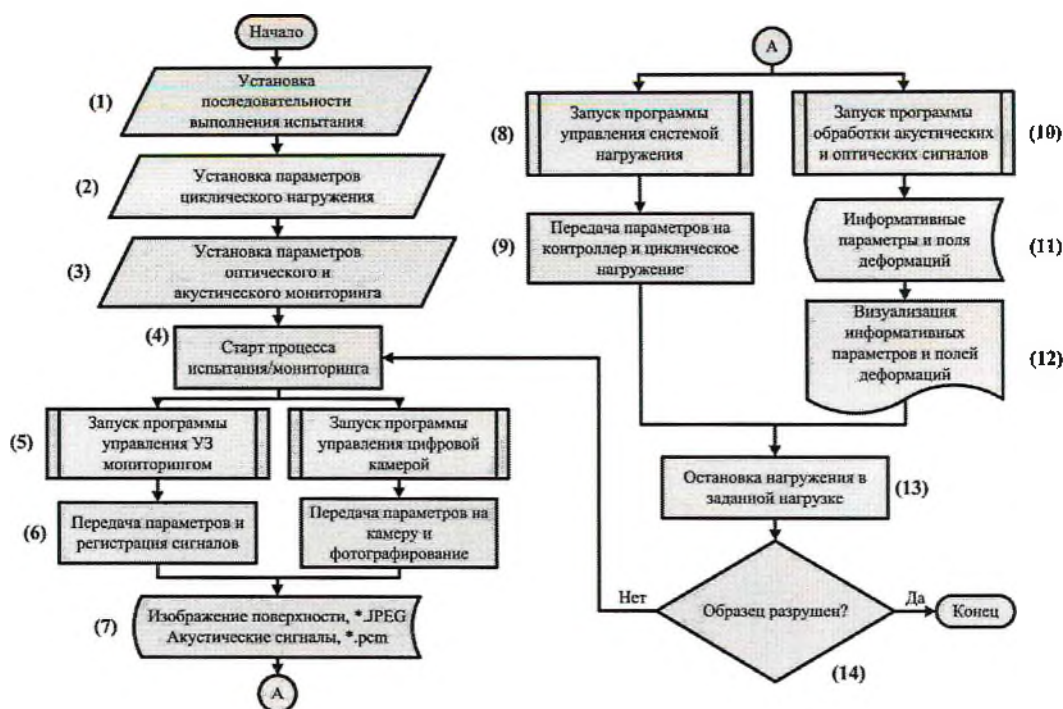 Начало
(1)
Установка
последовательности
выполнения испытания
(2)
Установка параметров
циклического нагружения
(3)
Установка параметров
оптического и
акустического мониторинга
(4)
Старт процесса
испытания/мониторинга
(5)
Запуск программы
управления УЗ
мониторингом
Запуск программы
управления цифровой
камерой
(6)
Передача параметров и
регистрация сигналов
Передача параметров на
камеру и
фотографирование
(7)
Изображение поверхности, *.JPEG
Акустические сигналы, *.pcm
А
А
(8)
Запуск программы
управления системой
нагружения
Запуск программы
обработки акустических
и оптических сигналов
(10)
(9)
Передача параметров на
контроллер и циклическое
нагружение
Информативные
параметры и поля
деформаций
(11)
Визуализация
информативных
параметров и полей
деформаций
(12)
Остановка нагружения в
заданной нагрузке
(13)
Нет
Образец разрушен?
Да
Конец
(14)